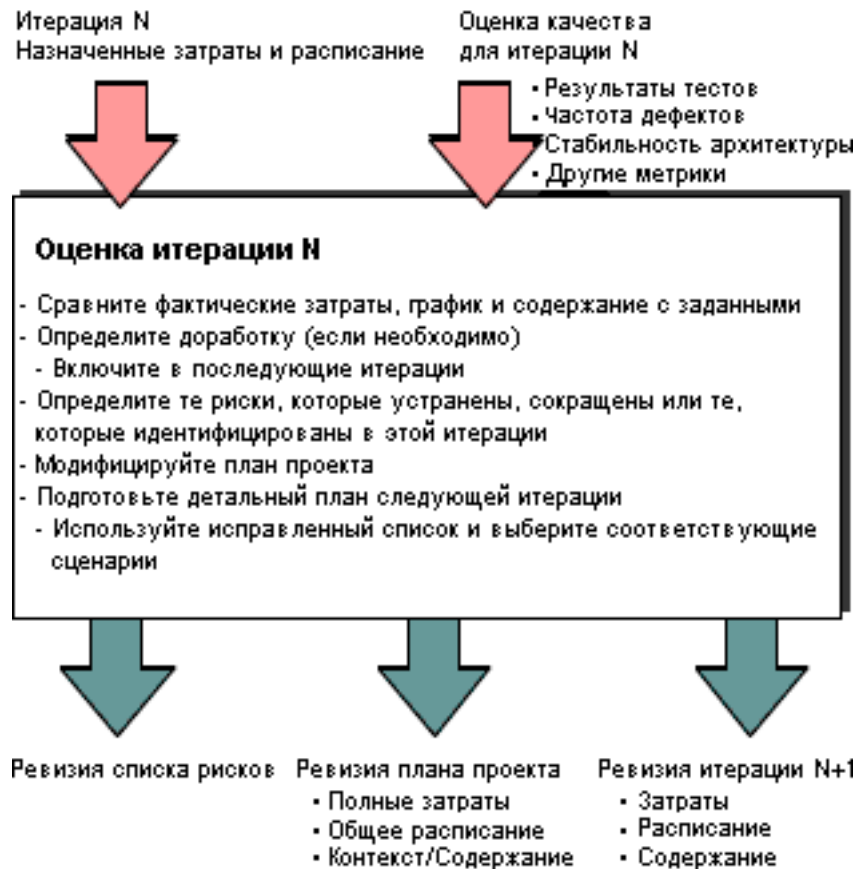 Итерация N
Назначенные затраты и расписание
Оценка качества
для итерации N
▪ Результаты тестов
▪ Частота дефектов
▪ Стабильность архитектуры
▪ Другие метрики
Оценка итерации N
- Сравните фактические затраты, график и содержание с заданными
- Определите доработку (если необходимо)
- Включите в последующие итерации
- Определите те риски, которые устранены, сокращены или те,
которые идентифицированы в этой итерации
- Модифицируйте план проекта
- Подготовьте детальный план следующей итерации
- Используйте исправленный список и выберите соответствующие
сценарии
Ревизия списка рисков
Ревизия плана проекта
▪ Полные затраты
▪ Общее расписание
▪ Контекст/Содержание
Ревизия итерации N+1
▪ Затраты
▪ Расписание
▪ Содержание